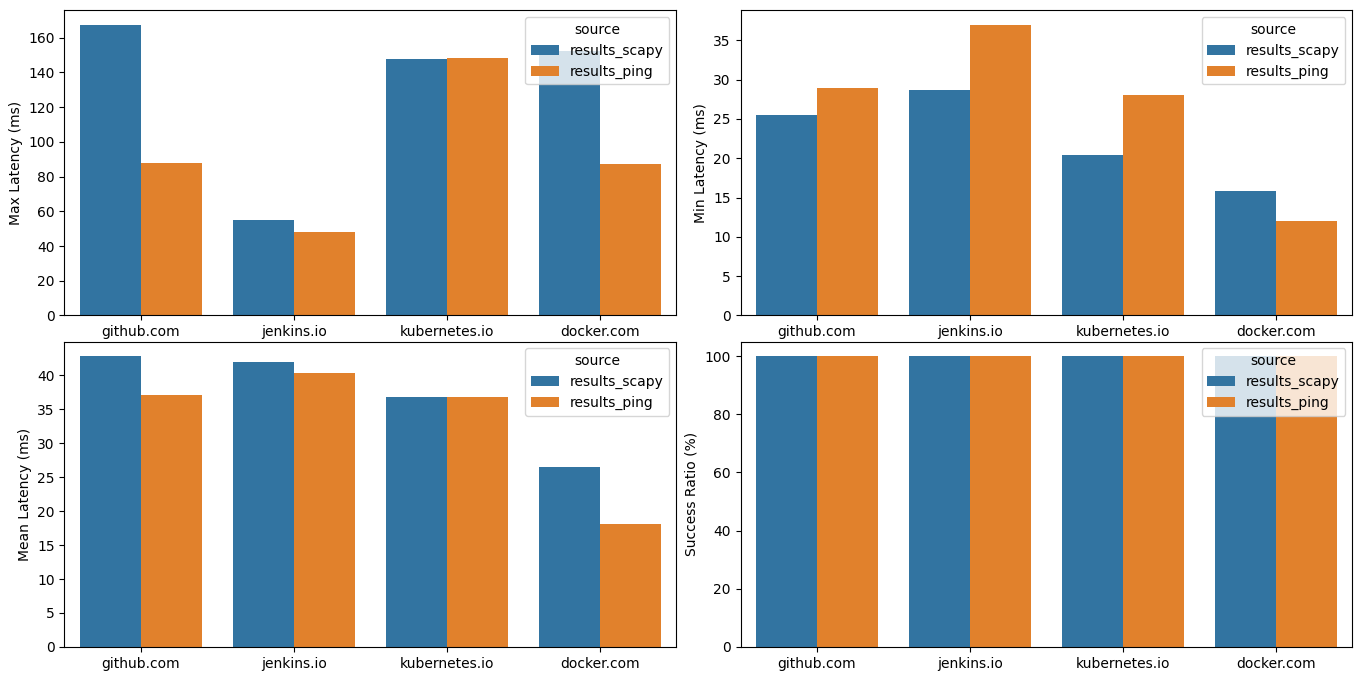 Max Latency (ms)
160
140
120
100
80
60
40
20
0
source
results_scapy
results_ping
github.com jenkins.io kubernetes.io docker.com
Min Latency (ms)
35
30
25
20
15
10
5
0
source
results_scapy
results_ping
github.com jenkins.io kubernetes.io docker.com
Mean Latency (ms)
40
35
30
25
20
15
10
5
0
source
results_scapy
results_ping
github.com jenkins.io kubernetes.io docker.com
Success Ratio (%)
100
80
60
40
20
0
source
results_scapy
results_ping
github.com jenkins.io kubernetes.io docker.com